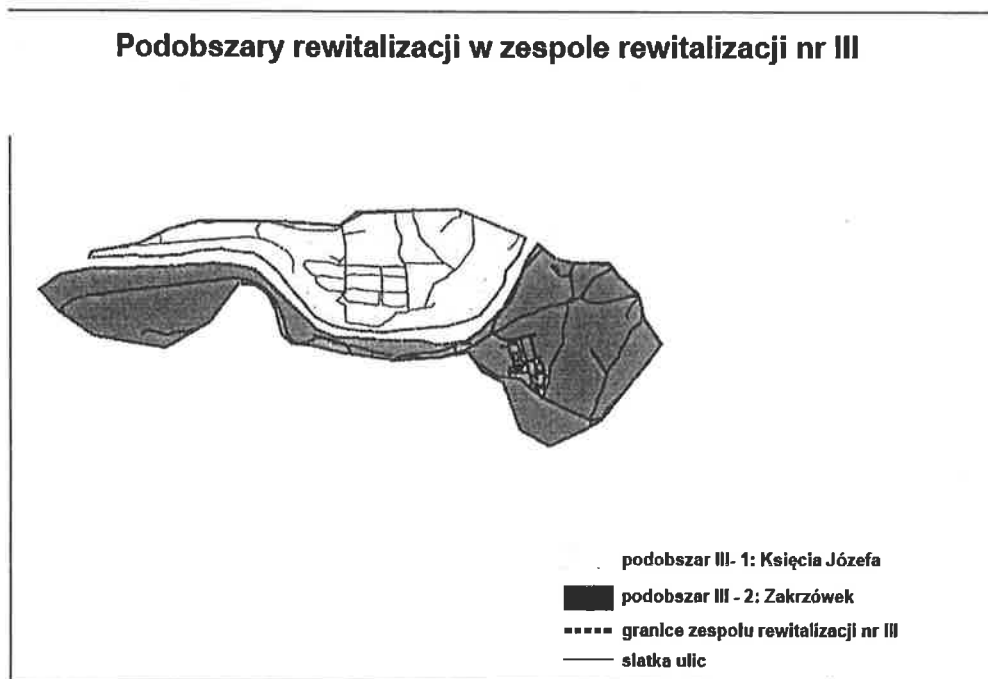 Podobszary rewitalizacji w zespole rewitalizacji nr III
podobszar III- 1: Księcia Józefa
podobszar III - 2: Zakrzówek
granice zespołu rewitalizacji nr III
siatka ulic